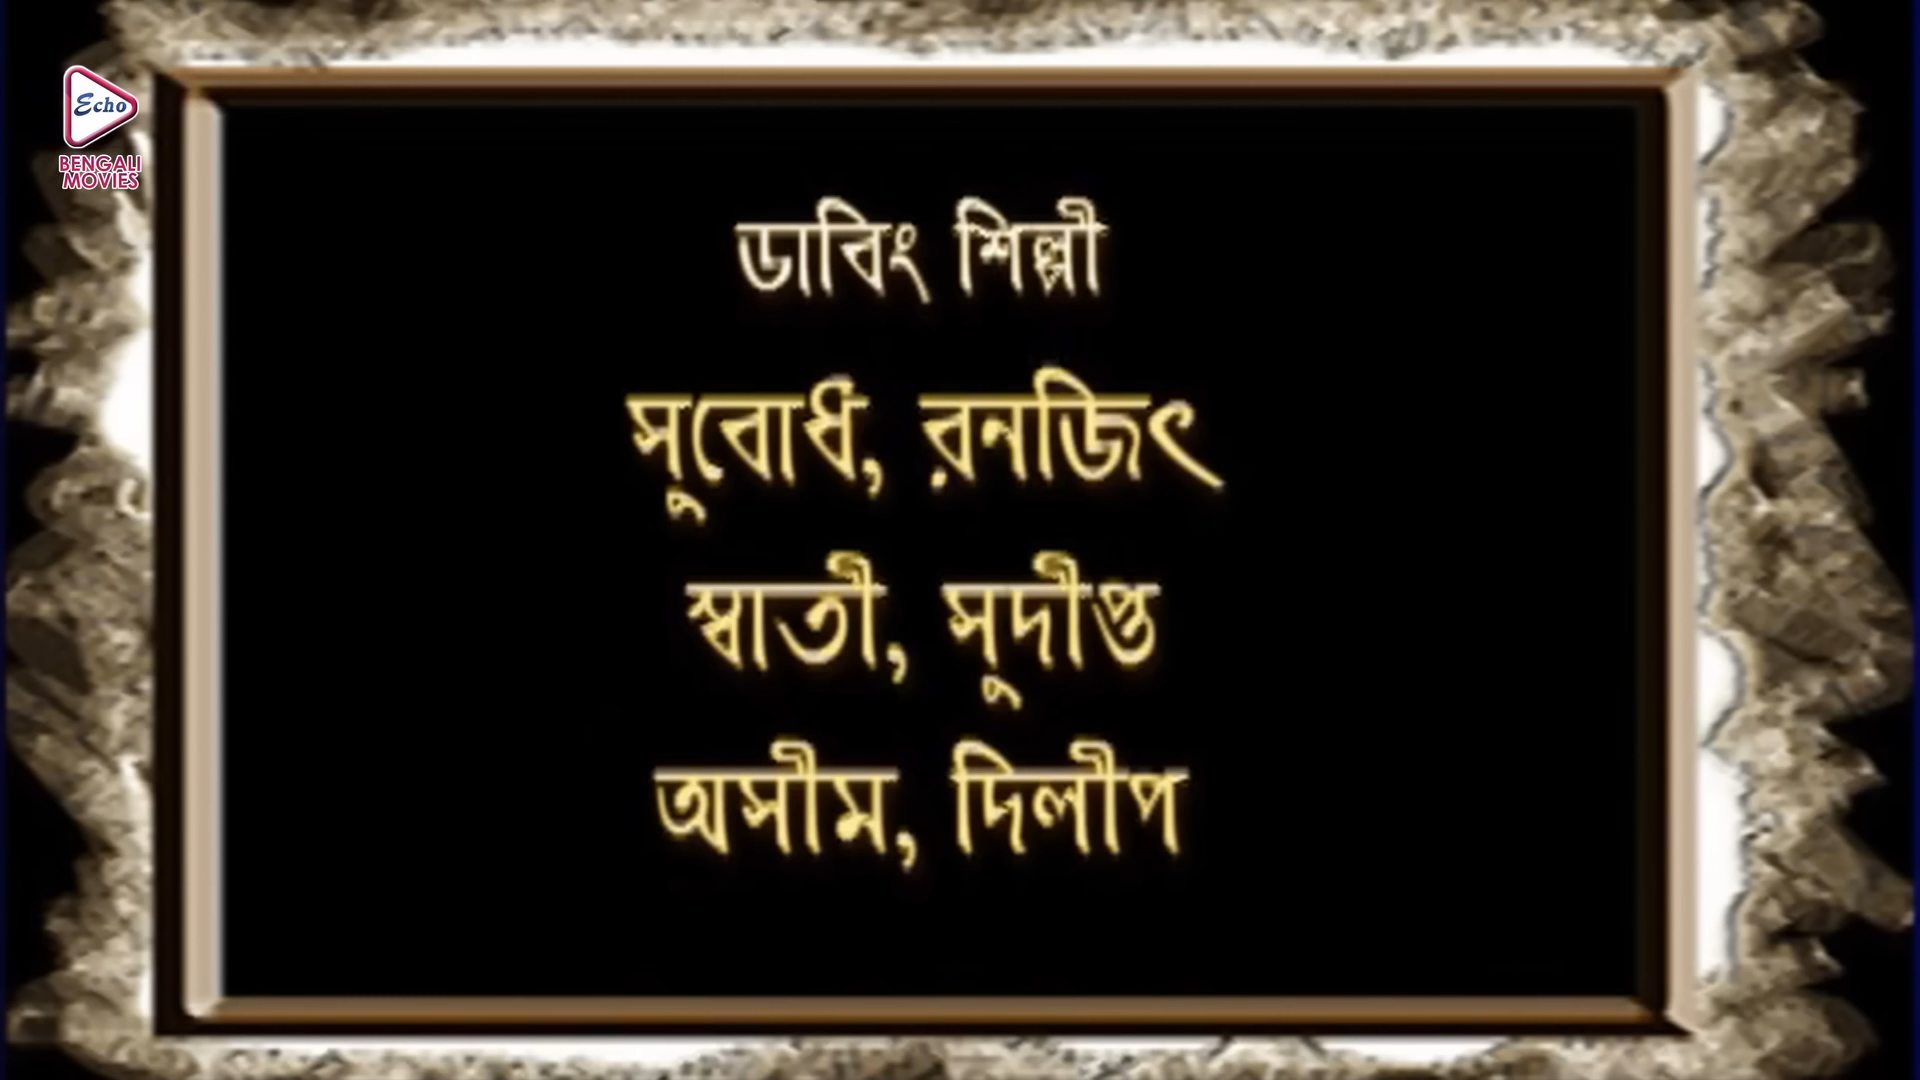 Echo
BENGALI
MOVIES
ডাবিং শিল্পী
সুবোধ, রনজিৎ
স্বাতী, সুদীপ্ত
অসীম, দিলীপ